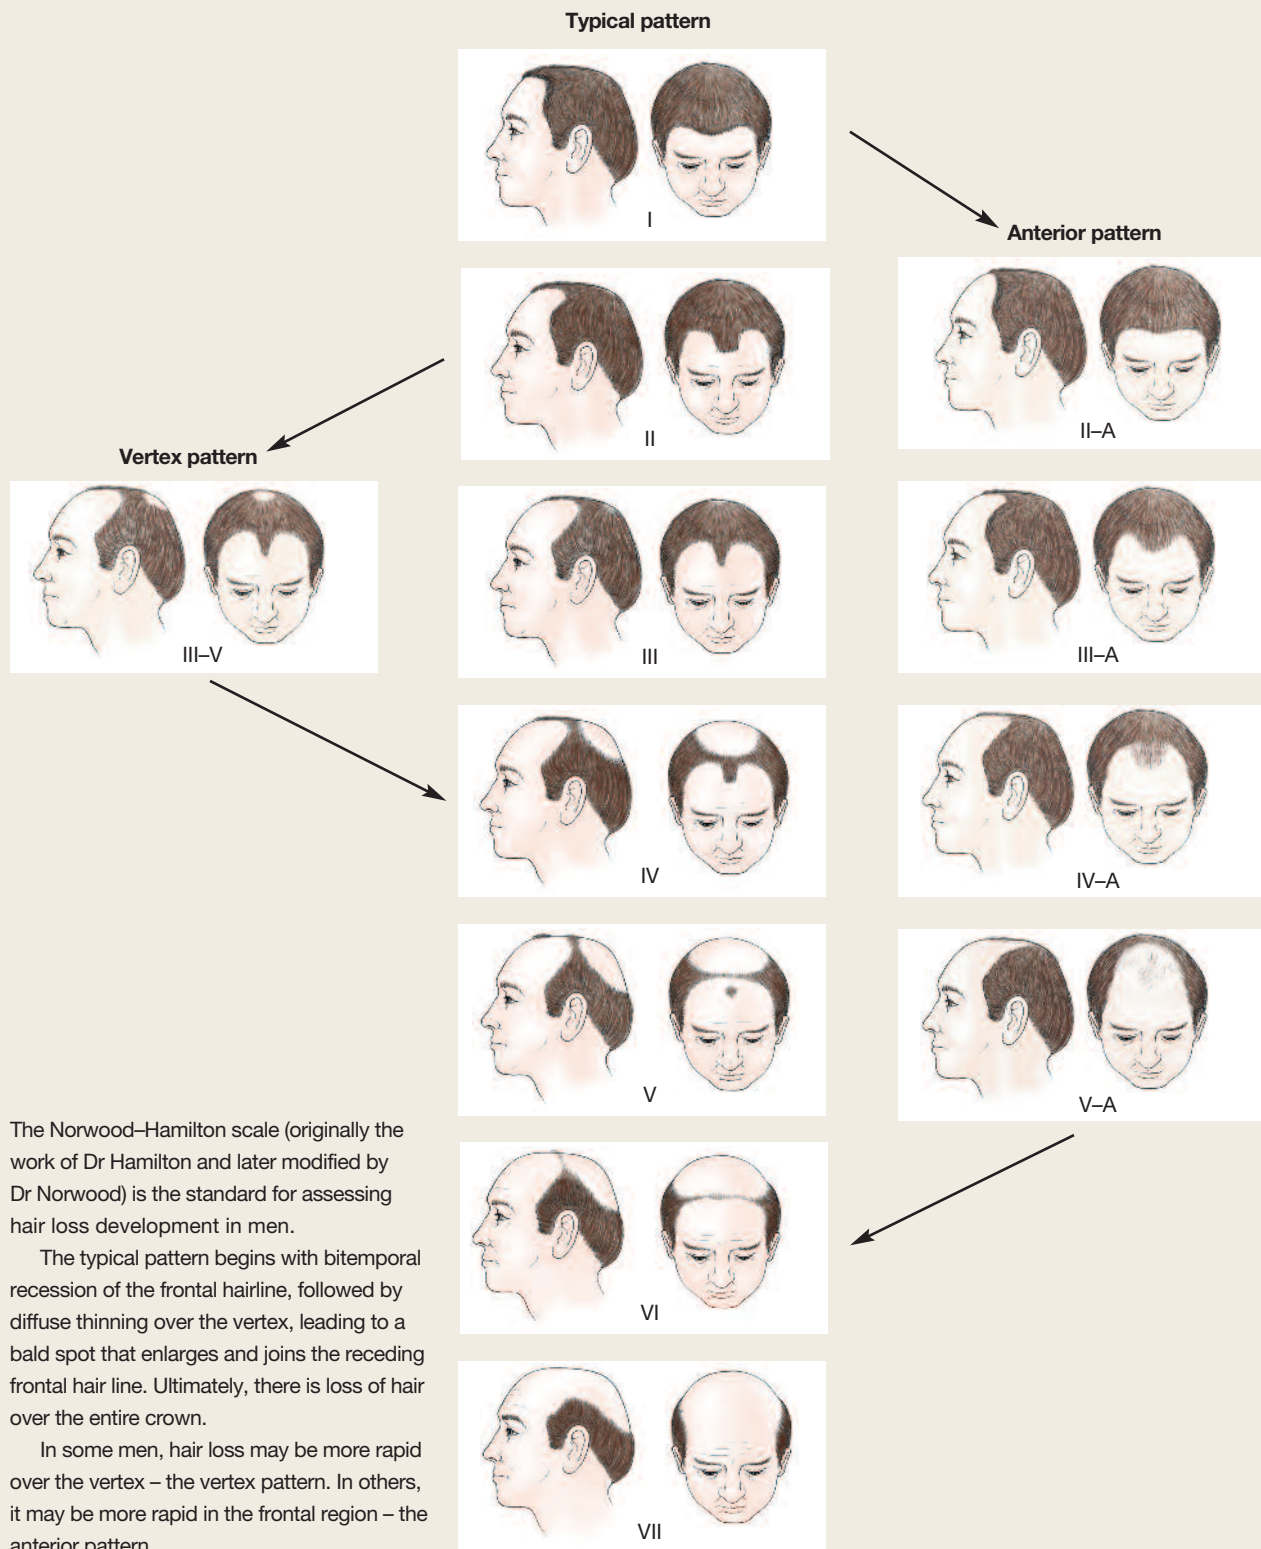 Typical pattern
I
Anterior pattern
II
II–A
Vertex pattern
III–V
III
III–A
IV
IV–A
V
V–A
The Norwood–Hamilton scale (originally the
work of Dr Hamilton and later modified by
Dr Norwood) is the standard for assessing
hair loss development in men.
The typical pattern begins with bitemporal
recession of the frontal hairline, followed by
diffuse thinning over the vertex, leading to a
bald spot that enlarges and joins the receding
frontal hair line. Ultimately, there is loss of hair
over the entire crown.
In some men, hair loss may be more rapid
over the vertex – the vertex pattern. In others,
it may be more rapid in the frontal region – the
anterior pattern
VI
VII